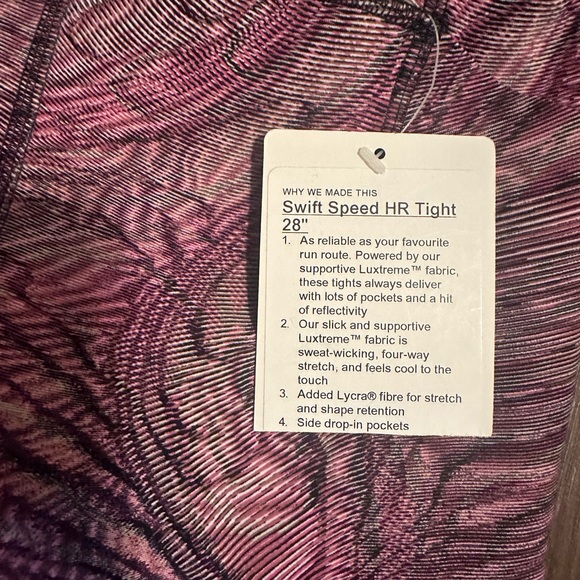 WHY WE MADE THIS
Swift Speed HR Tight
28"
1. As reliable as your favourite
run route. Powered by our
supportive Luxtreme™ fabric,
these tights always deliver
with lots of pockets and a hit
of reflectivity
2. Our slick and supportive
Luxtreme™ fabric is
sweat-wicking, four-way
stretch, and feels cool to the
touch
3. Added Lycra® fibre for stretch
and shape retention
4. Side drop-in pockets